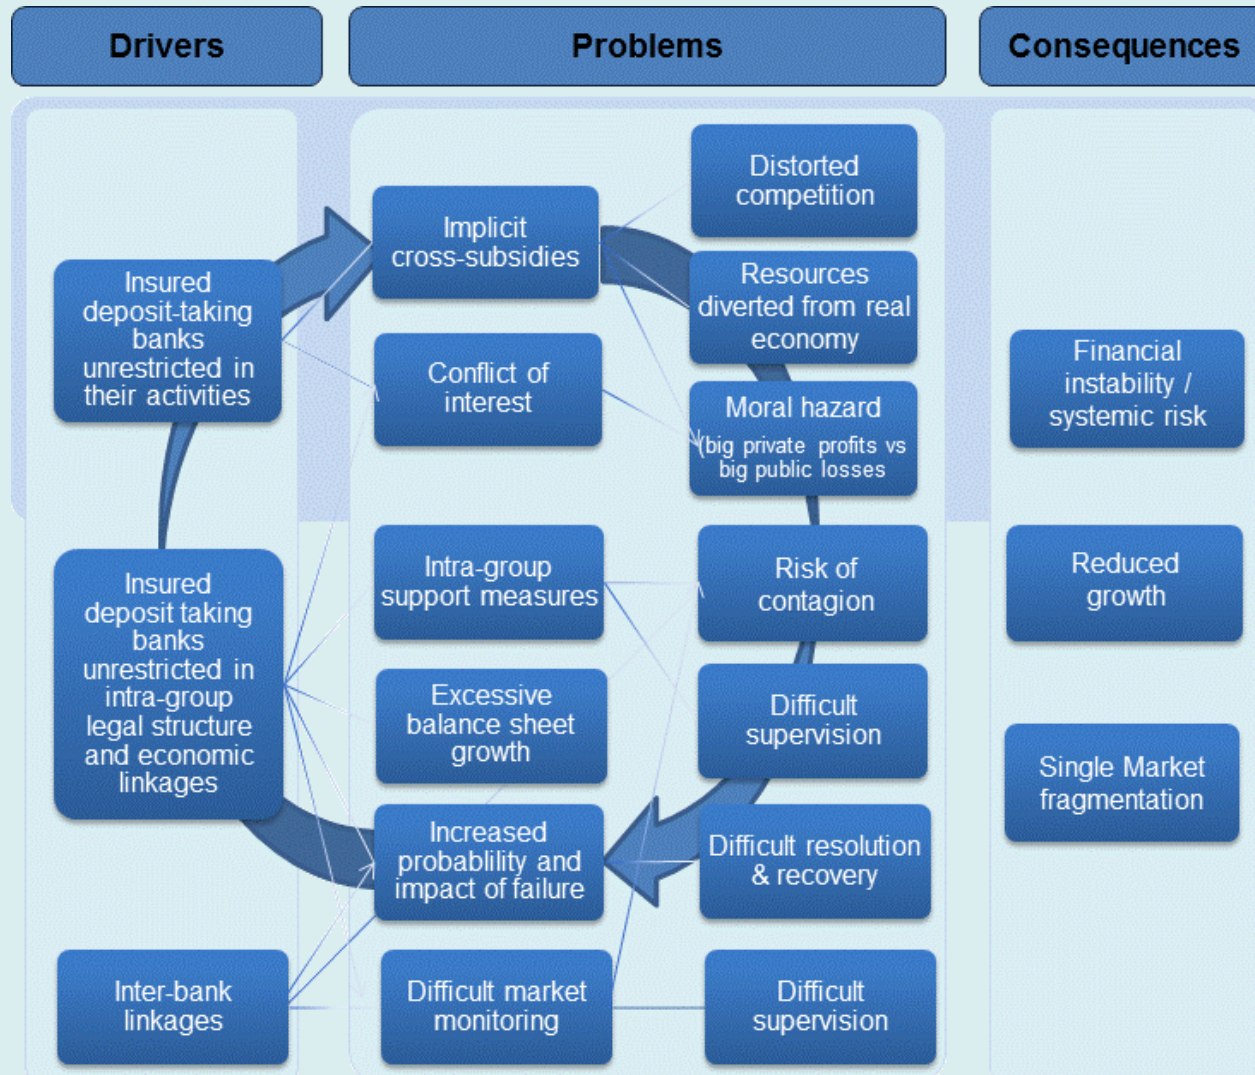 Drivers
Problems
Consequences
Insured
deposit-taking
banks
unrestricted in
their activities
Insured
deposit taking
banks
unrestricted in
intra-group
legal structure
and economic
linkages
Inter-bank
linkages
Implicit
cross-subsidies
Conflict of
interest
Intra-group
support measures
Excessive
balance sheet
growth
Increased
probablility and
impact of failure
Difficult market
monitoring
Distorted
competition
Resources
diverted from real
economy
Moral hazard
(big private profits vs
big public losses
Risk of
contagion
Difficult
supervision
Difficult resolution
& recovery
Difficult
supervision
Financial
instability /
systemic risk
Reduced
growth
Single Market
fragmentation